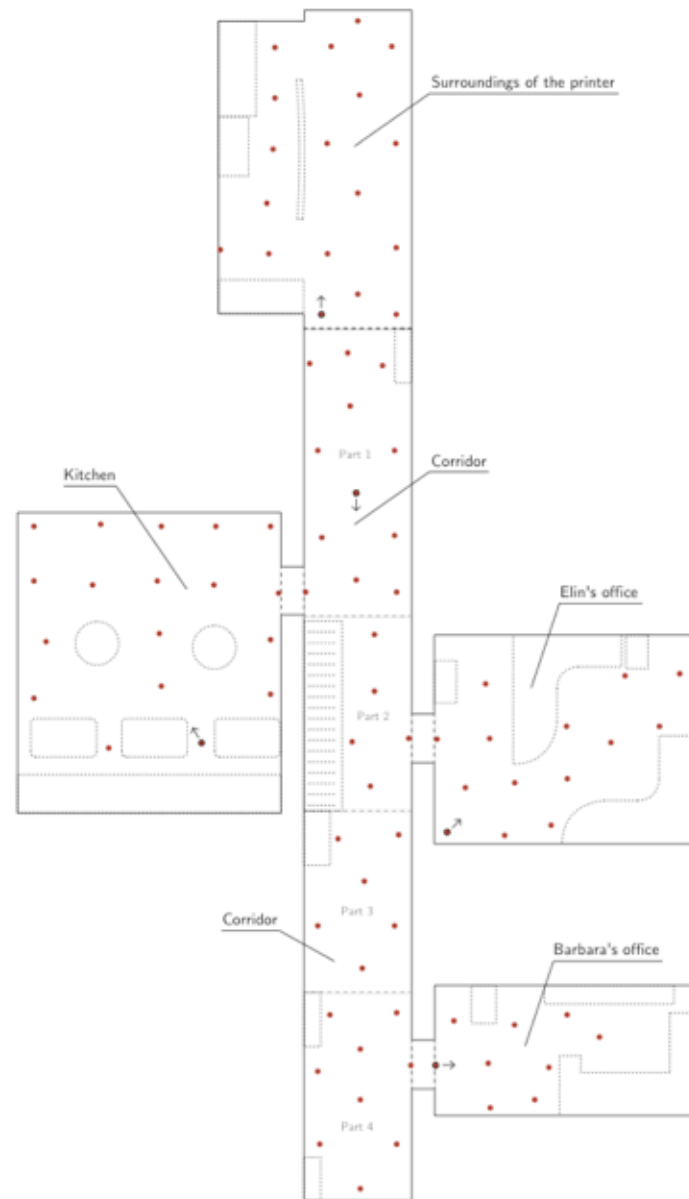 Surroundings of the printer
Part 1
Corridor
Kitchen
Elin's office
Part 2
Part 3
Corridor
Barbara's office
Part 4